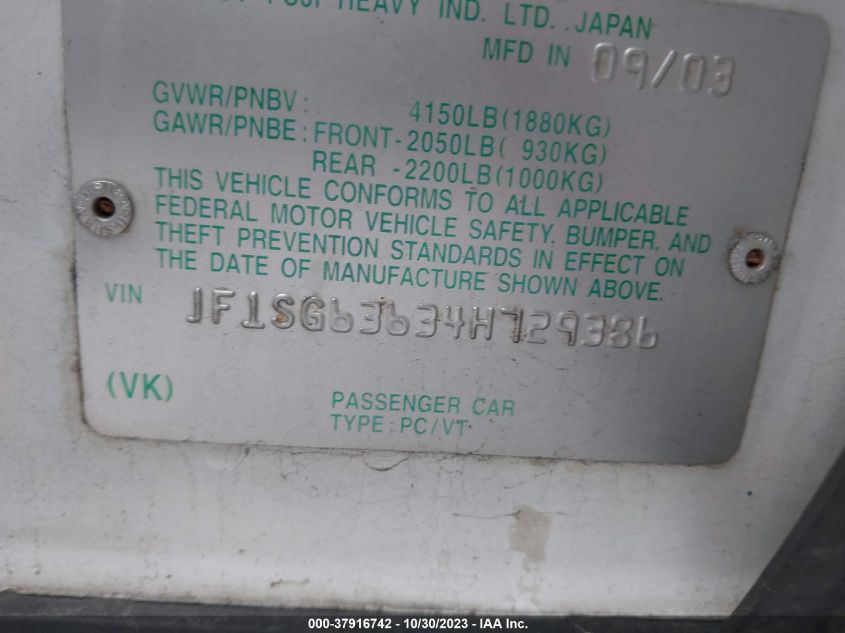 HEAVY IND. LTD. JAPAN
MFD IN 09/03
GVWR/PNBV: 4150LB(1880KG)
GAWR/PNBE: FRONT-2050LB( 930KG)
REAR -2200LB(1000KG)
THIS VEHICLE CONFORMS TO ALL APPLICABLE
FEDERAL MOTOR VEHICLE SAFETY, BUMPER, AND
THEFT PREVENTION STANDARDS IN EFFECT ON
THE DATE OF MANUFACTURE SHOWN ABOVE.
VIN JF1SG63634H729386
(VK)
PASSENGER CAR
TYPE: PC/VT
000-37916742 - 10/30/2023 - IAA Inc.